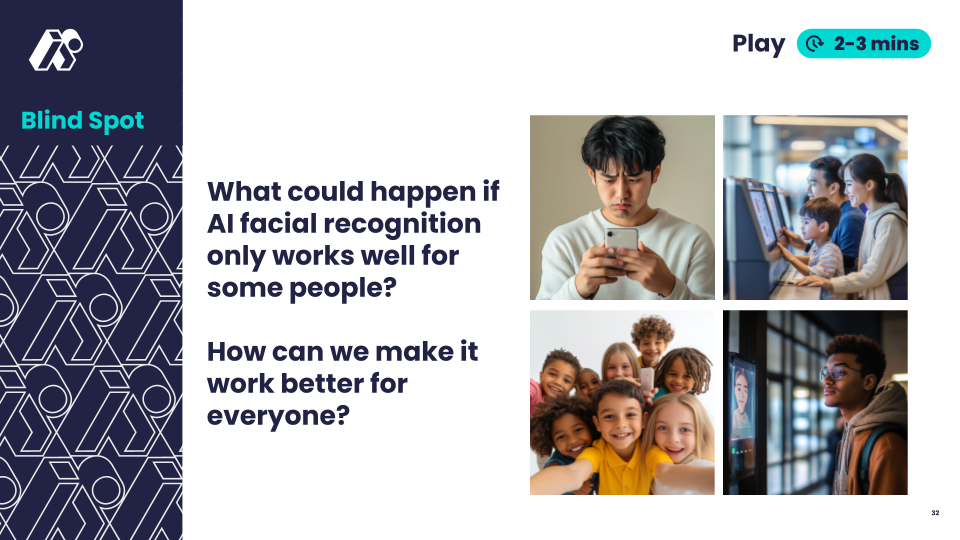 Play
2-3 mins
Blind Spot
What could happen if
AI facial recognition
only works well for
some people?
How can we make it
work better for
everyone?
32